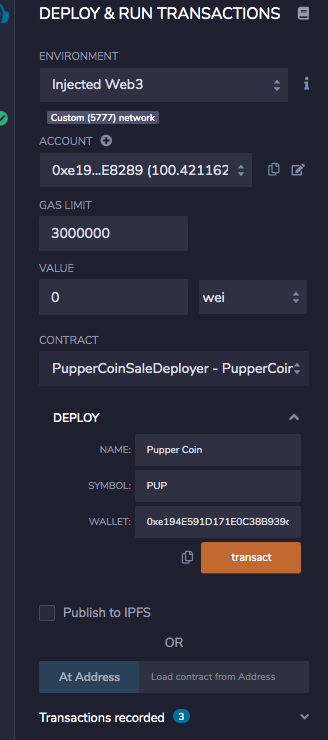 DEPLOY & RUN TRANSACTIONS
ENVIRONMENT
Injected Web3
Custom (5777) network
ACCOUNT
0xe19...E8289 (100.421162
GAS LIMIT
3000000
VALUE
0 wei
CONTRACT
PupperCoinSaleDeployer - PupperCoin
DEPLOY
NAME: Pupper Coin
SYMBOL: PUP
WALLET: 0xe194E591D171E0C38B939c
transact
Publish to IPFS
OR
At Address Load contract from Address
Transactions recorded 3